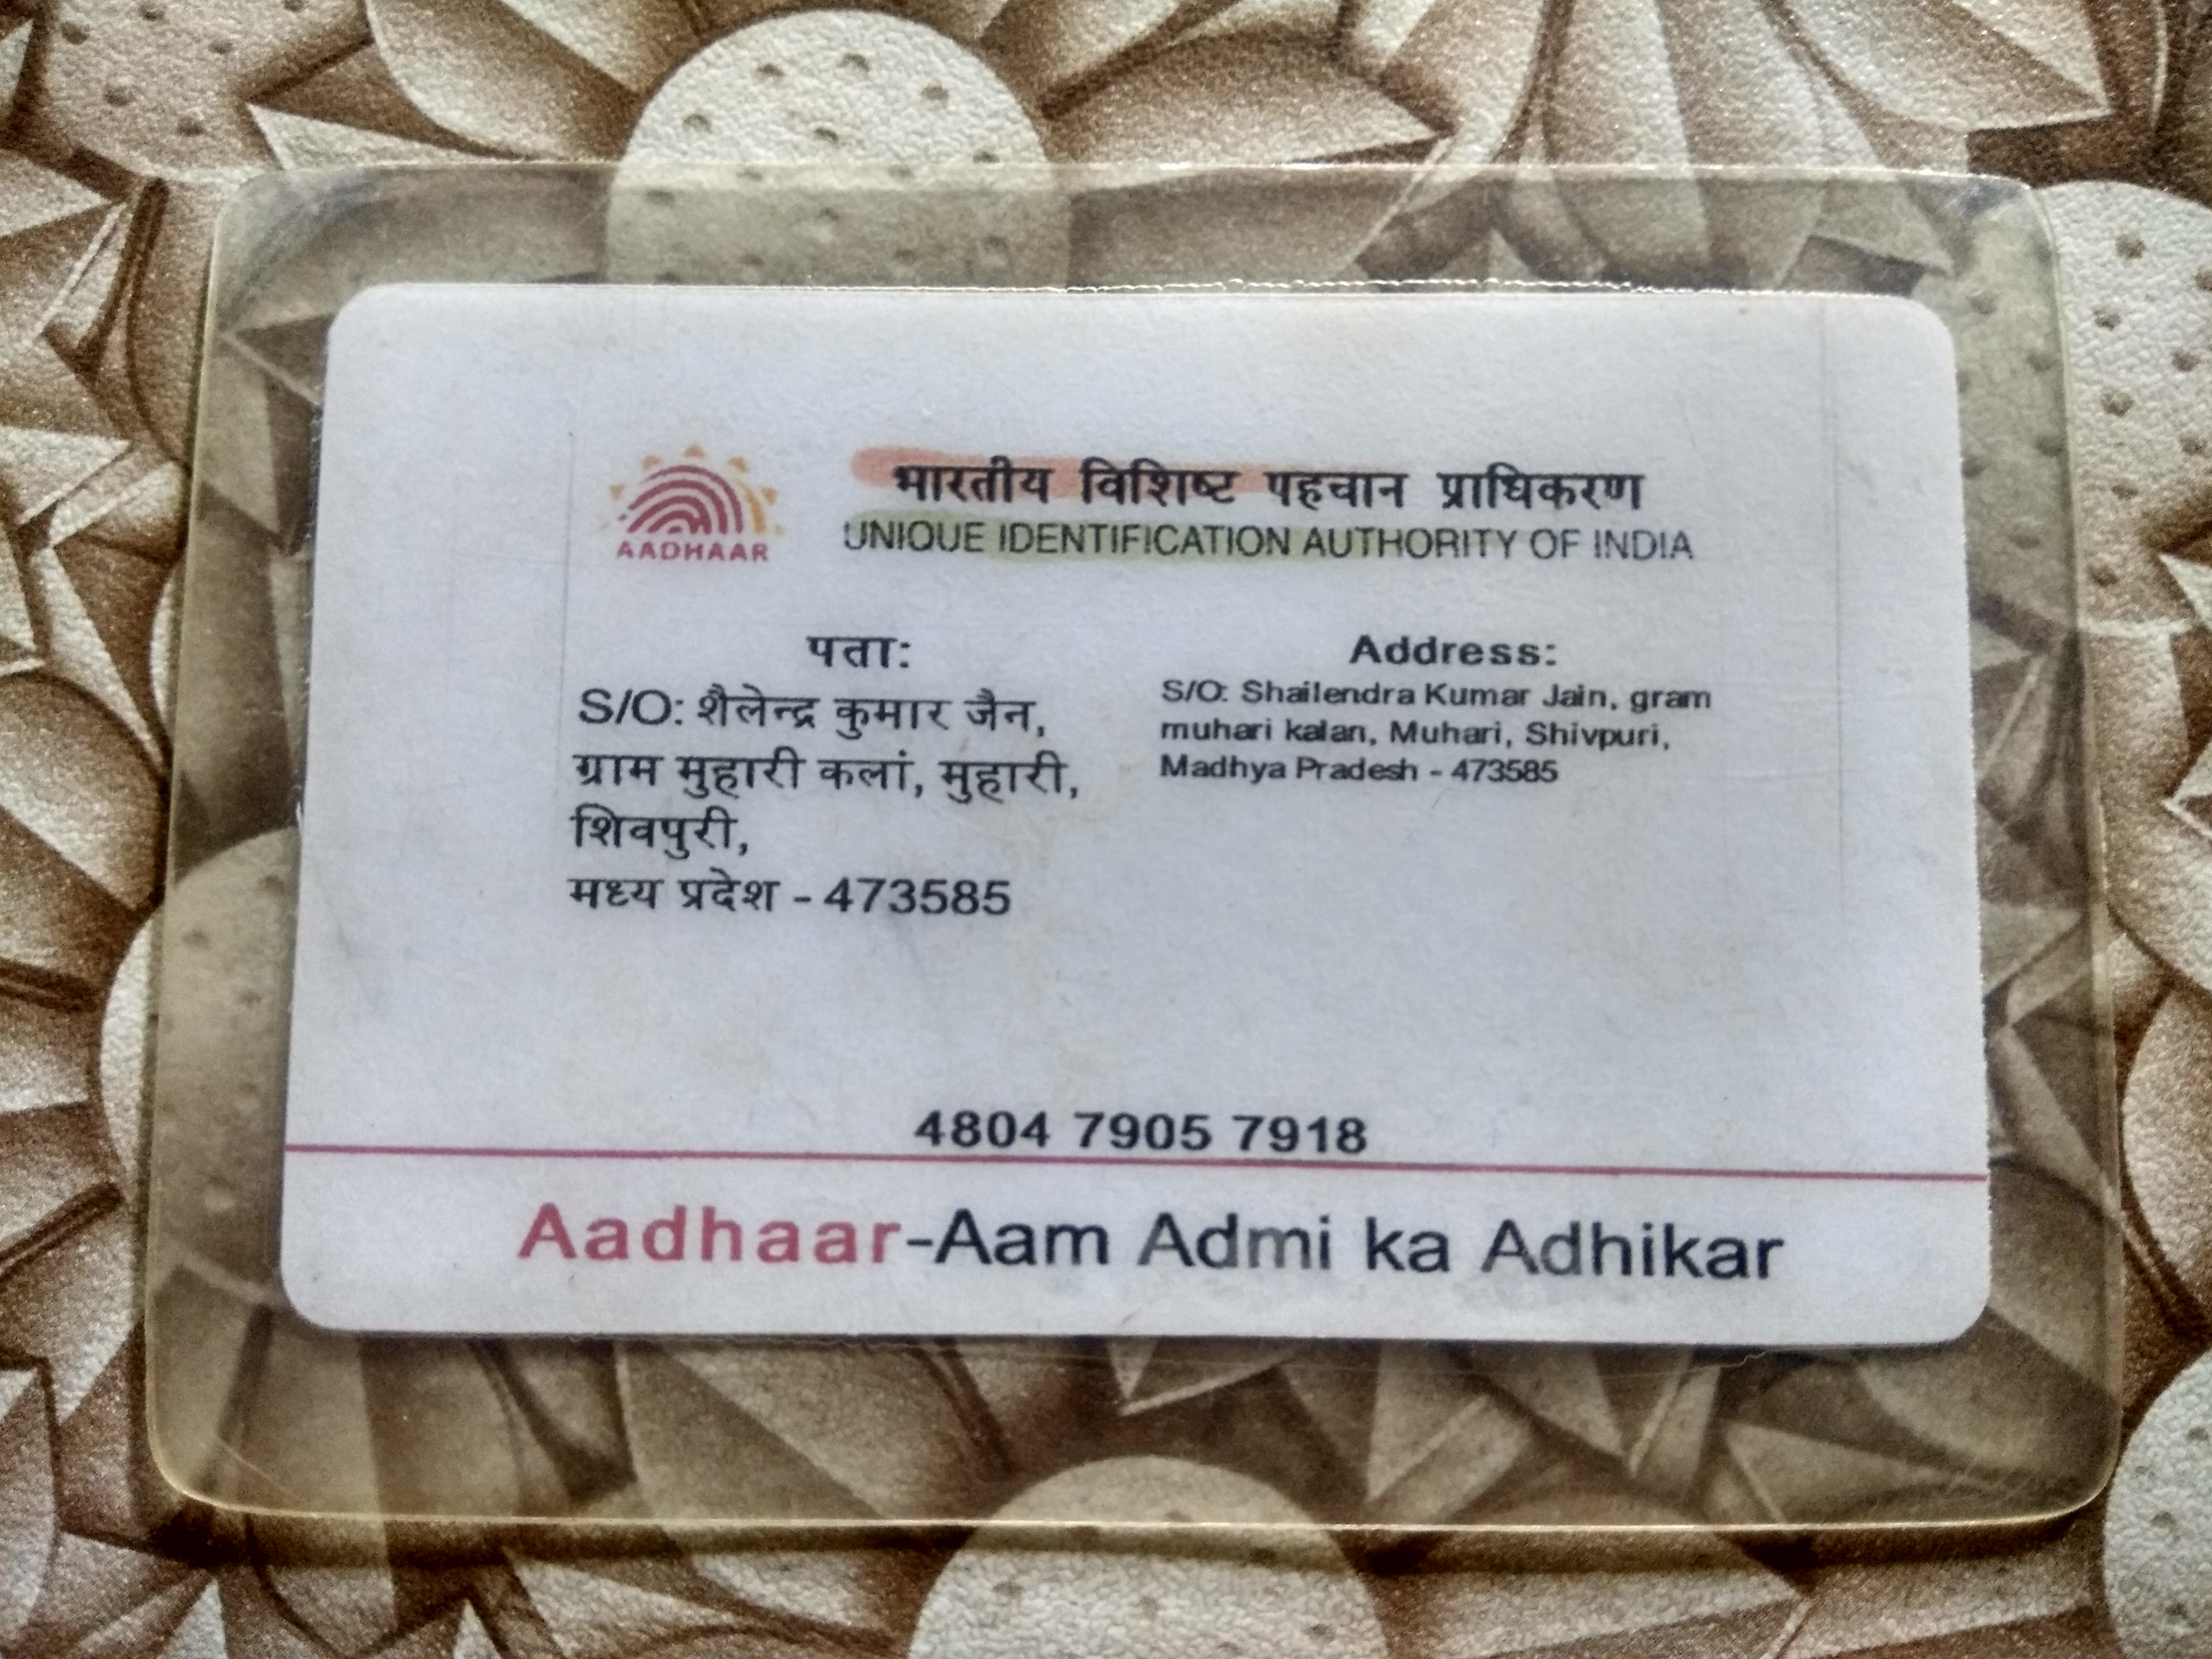 AADHAAR
भारतीय विशिष्ट पहचान प्राधिकरण
UNIQUE IDENTIFICATION AUTHORITY OF INDIA
पता:
S/O: शैलेन्द्र कुमार जैन,
ग्राम मुहारी कलां, मुहारी,
शिवपुरी,
मध्य प्रदेश - 473585
Address:
S/O: Shailendra Kumar Jain, gram
muhari kalan, Muhari, Shivpuri,
Madhya Pradesh - 473585
4804 7905 7918
Aadhaar-Aam Admi ka Adhikar